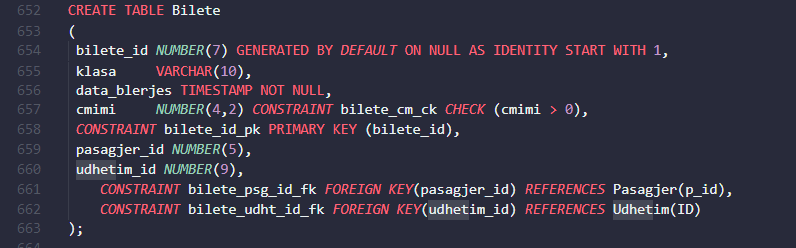 652 CREATE TABLE Bilete
653 (
654 bilete_id NUMBER(7) GENERATED BY DEFAULT ON NULL AS IDENTITY START WITH 1,
655 klasa VARCHAR(10),
656 data_blerjes TIMESTAMP NOT NULL,
657 cmimi NUMBER(4,2) CONSTRAINT bilete_cm_ck CHECK (cmimi > 0),
658 CONSTRAINT bilete_id_pk PRIMARY KEY (bilete_id),
659 pasagjer_id NUMBER(5),
660 udhetim_id NUMBER(9),
661 CONSTRAINT bilete_psg_id_fk FOREIGN KEY(pasagjer_id) REFERENCES Pasagjer(p_id),
662 CONSTRAINT bilete_udht_id_fk FOREIGN KEY(udhetim_id) REFERENCES Udhetim(ID)
663 );